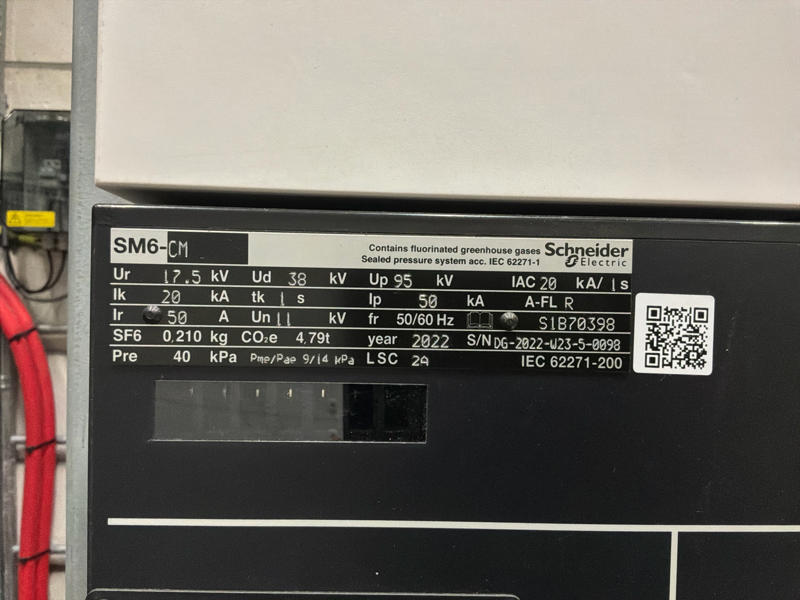 SM6-CM
Contains fluorinated greenhouse gases
Sealed pressure system acc. IEC 62271-1
Schneider Electric
Ur 17.5 kV Ud 38 kV Up 95 kV IAC 20 kA/ 1s
Ik 20 kA tk 1 s Ip 50 kA A-FL R
Ir 50 A Un 11 kV fr 50/60 Hz S1B70398
SF6 0,210 kg CO2e 4,79t year 2022 S/N DG-2022-W23-5-0098
Pre 40 kPa Pme/Pae 9/14 kPa LSC 2A IEC 62271-200